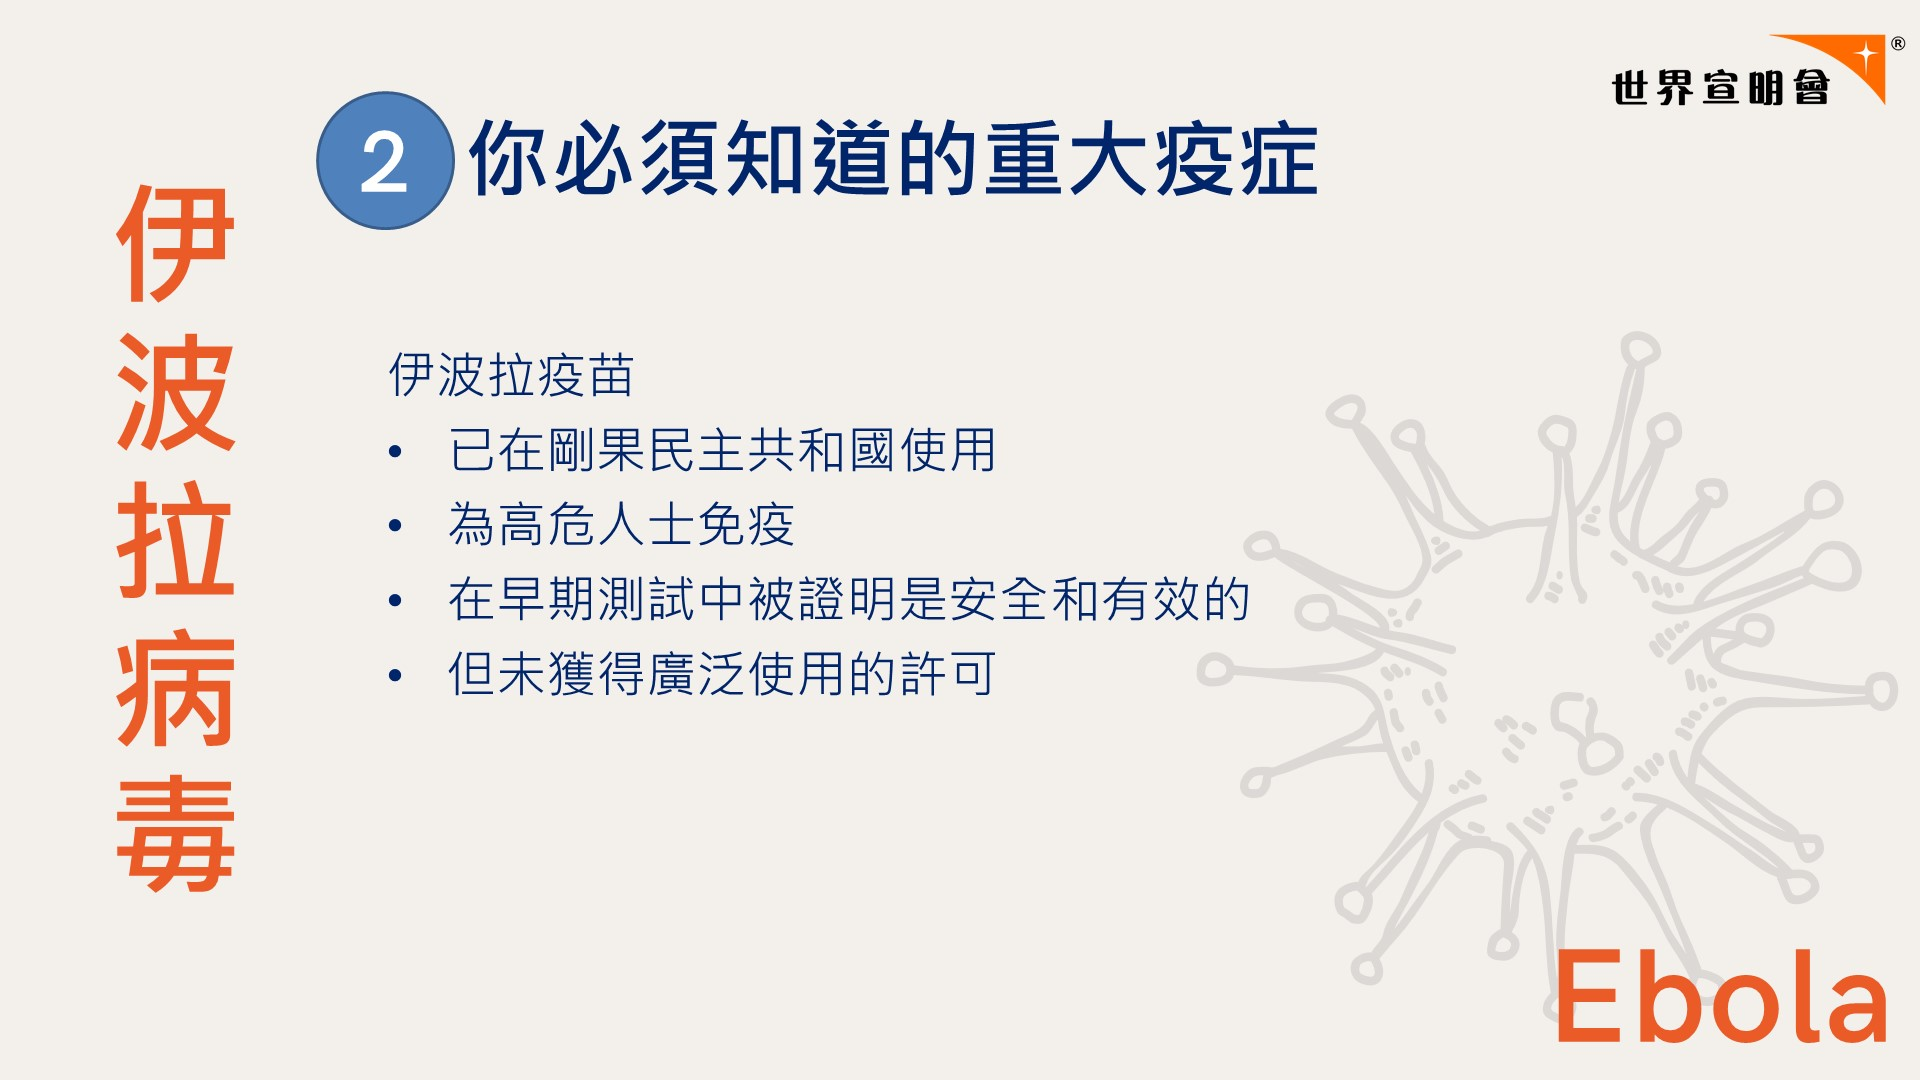 世界宣明會®
2 你必須知道的重大疫症
伊波拉病毒
伊波拉疫苗
• 已在剛果民主共和國使用
• 為高危人士免疫
• 在早期測試中被證明是安全和有效的
• 但未獲得廣泛使用的許可
Ebola